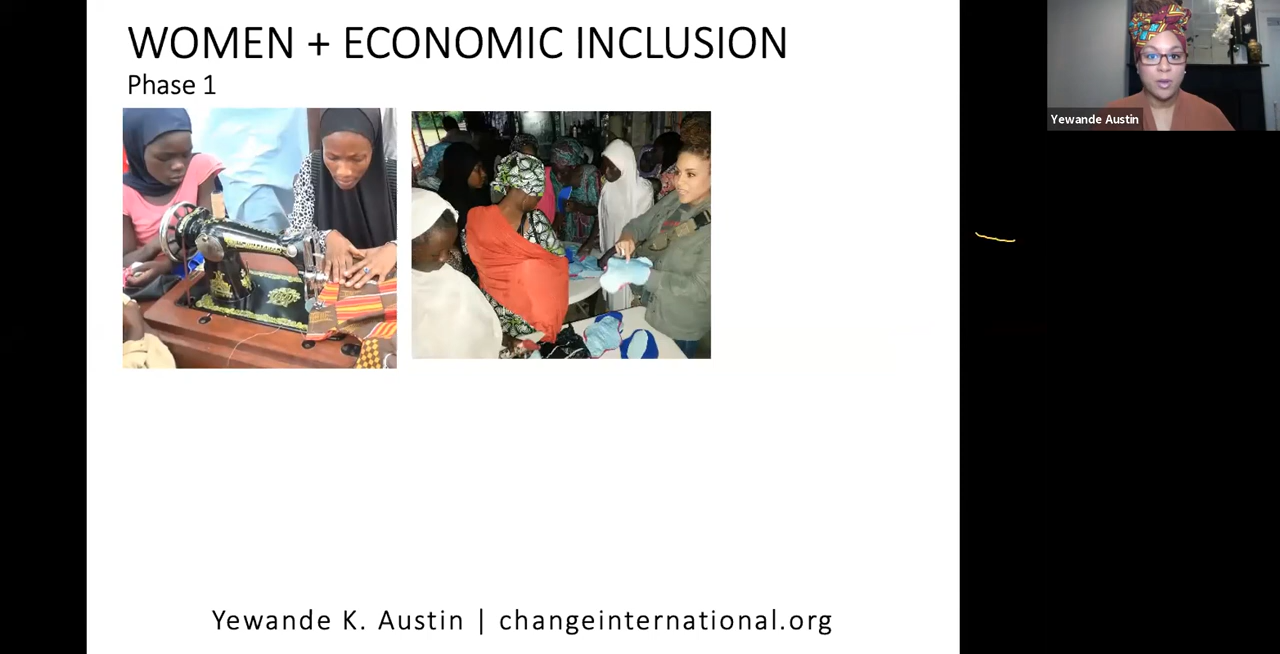 WOMEN + ECONOMIC INCLUSION
Phase 1
Yewande Austin
Yewande K. Austin | changeinternational.org